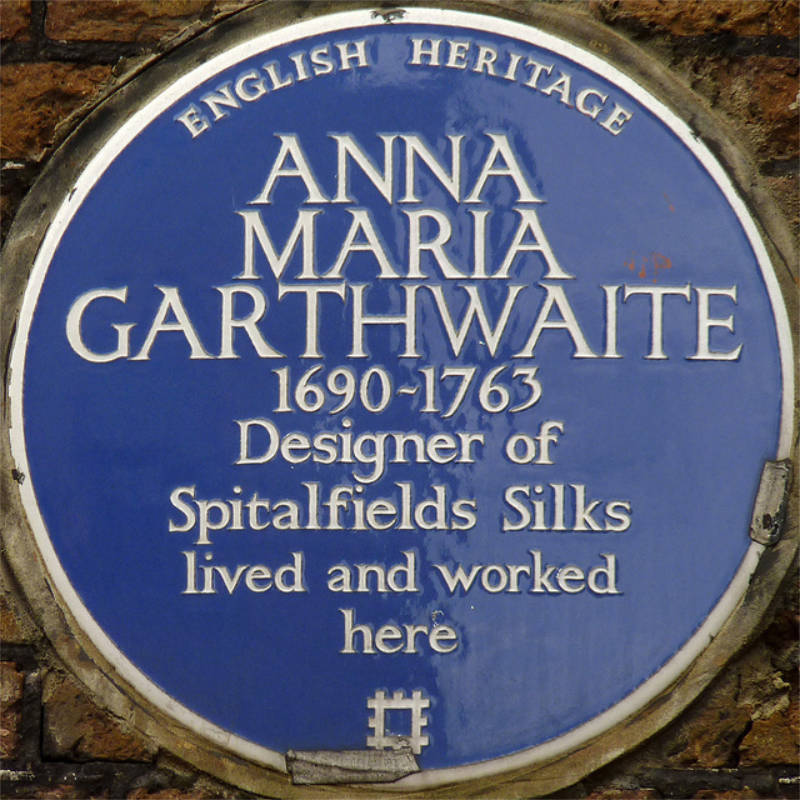 ENGLISH HERITAGE
ANNA
MARIA
GARTHWAITE
1690-1763
Designer of
Spitalfields Silks
lived and worked
here